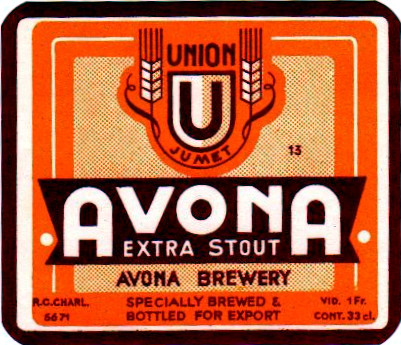 UNION
U
JUMET
13
AVONA
EXTRA STOUT
AVONA BREWERY
R.C.CHARL. SPECIALLY BREWED & VID. 1 Fr.
6671 BOTTLED FOR EXPORT CONT. 33 cl.